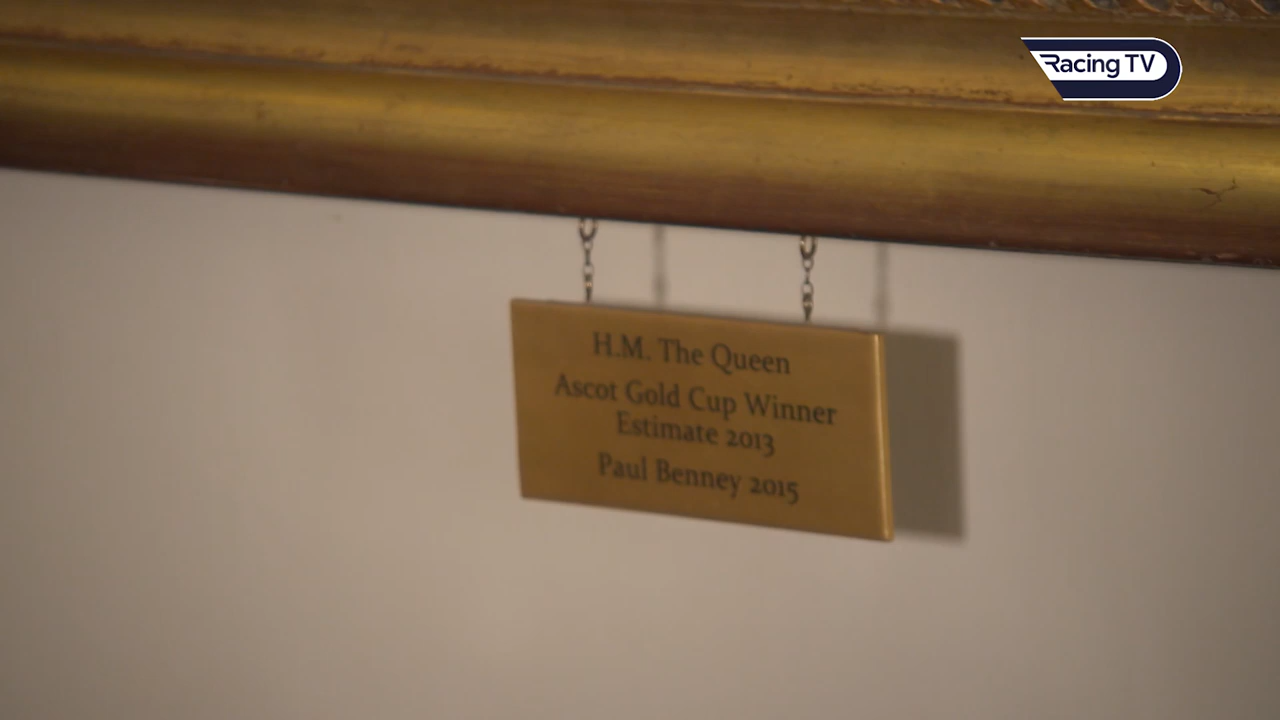 Racing TV
H.M. The Queen
Ascot Gold Cup Winner
Estimate 2013
Paul Benney 2015